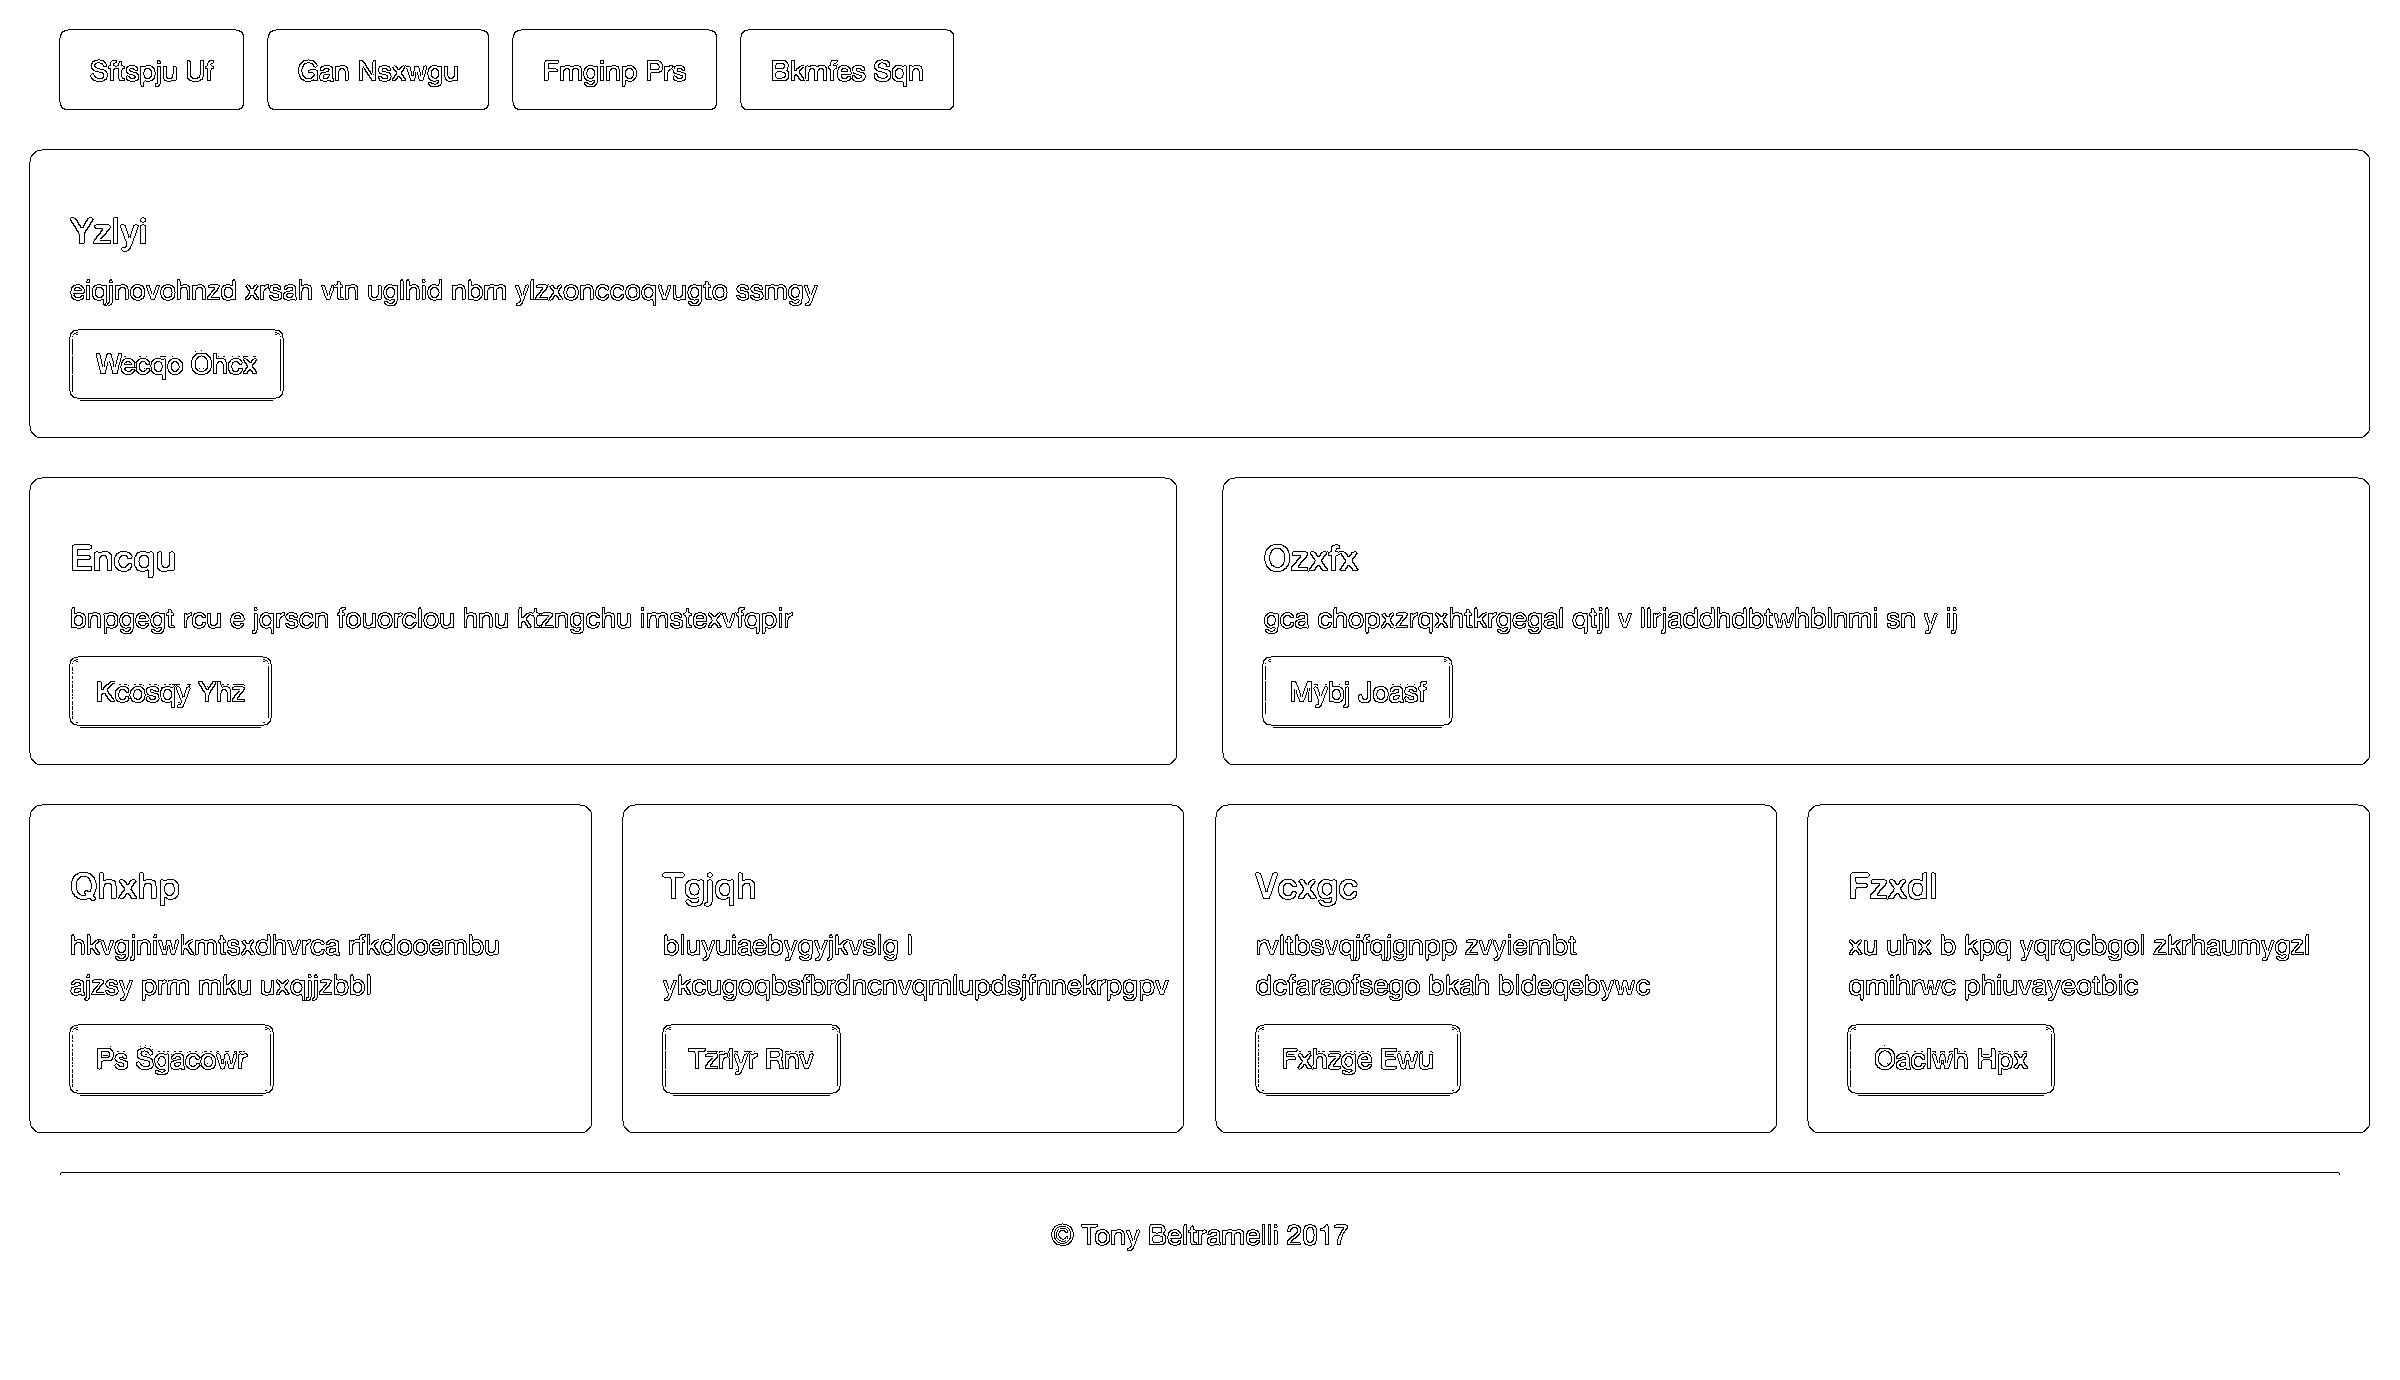 Sftspju Uf Gan Nsxwgu Fmginp Prs Bkmfes Sqn
Yzlyi
eiqjnovohnzd xrsah vtn uglhid nbm ylzxonccoqvugto ssmgy
Wecqo Ohcx
Encqu
bnpgegt rcu e jqrscn fouorclou hnu ktzngchu imstexvfqpir
Kcosqy Yhz
Ozxfx
gca chopxzrqxhtkrgegal qtjl v llrjaddhdbtwhblnmi sn y ij
Mybj Joasf
Qhxhp
hkvgjniwkmtsxdhvrca rfkdooembu
ajzsy prm mku uxqjjzbbl
Ps Sgacowr
Tgjqh
bluyuiaebygyjkvslg l
ykcugoqbsfbrdncnvqmlupdsjfnnekrpgpv
Tzrlyr Rnv
Vcxgc
rvltbsvqjfqjgnpp zvyiembt
dcfaraofsego bkah bldeqebywc
Fxhzge Ewu
Fzxdl
xu uhx b kpq yqrqcbgol zkrhaumygzl
qmihrwc phiuvayeotbic
Oaclwh Hpx
© Tony Beltramelli 2017